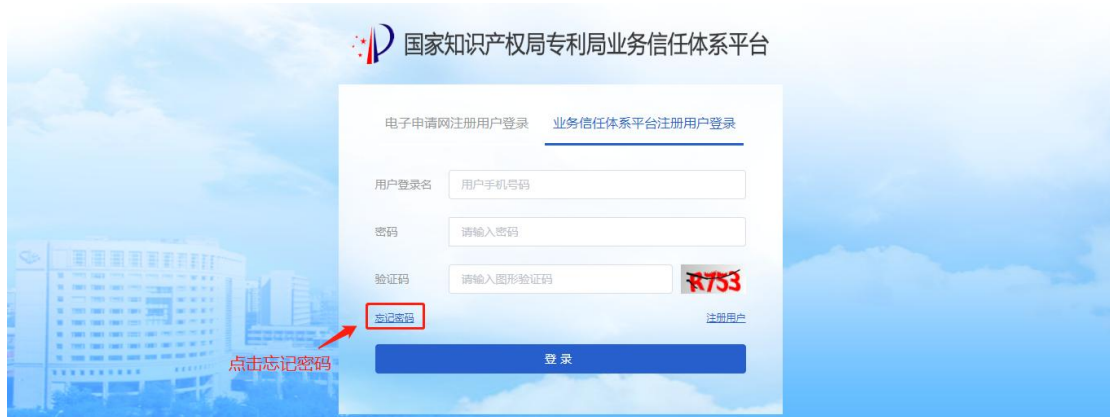 国家知识产权局专利局业务信任体系平台
电子申请网注册用户登录 业务信任体系平台注册用户登录
用户登录名 用户手机号码
密码 请输入密码
验证码 请输入图形验证码 R753
忘记密码 注册用户
点击忘记密码
登录